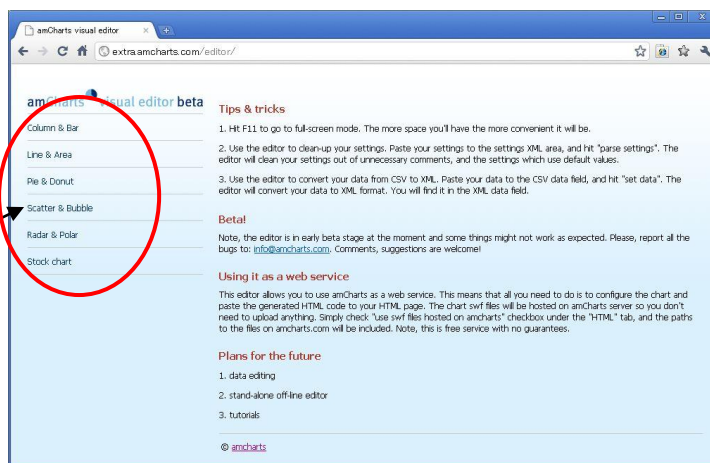 amCharts visual editor
extra.amcharts.com/editor/
amCharts visual editor beta
Column & Bar
Line & Area
Pie & Donut
Scatter & Bubble
Radar & Polar
Stock chart
Tips & tricks
1. Hit F11 to go to full-screen mode. The more space you'll have the more convenient it will be.
2. Use the editor to clean-up your settings. Paste your settings to the settings XML area, and hit "parse settings". The
editor will clean your settings out of unnecessary comments, and the settings which use default values.
3. Use the editor to convert your data from CSV to XML. Paste your data to the CSV data field, and hit "set data". The
editor will convert your data to XML format. You will find it in the XML data field.
Beta!
Note, the editor is in early beta stage at the moment and some things might not work as expected. Please, report all the
bugs to: info@amcharts.com. Comments, suggestions are welcome!
Using it as a web service
This editor allows you to use amCharts as a web service. This means that all you need to do is to configure the chart and
paste the generated HTML code to your HTML page. The chart swf files will be hosted on amCharts server so you don't
need to upload anything. Simply check "use swf files hosted on amcharts" checkbox under the "HTML" tab, and the paths
to the files on amcharts.com will be included. Note, this is free service with no guarantees.
Plans for the future
1. data editing
2. stand-alone off-line editor
3. tutorials
© amcharts